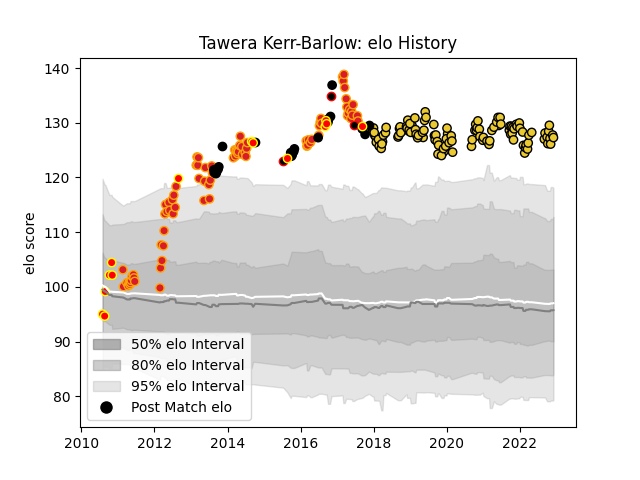 Tawera Kerr-Barlow: elo History
elo score
140
130
120
110
100
90
80
50% elo Interval
80% elo Interval
95% elo Interval
Post Match elo
2010 2012 2014 2016 2018 2020 2022